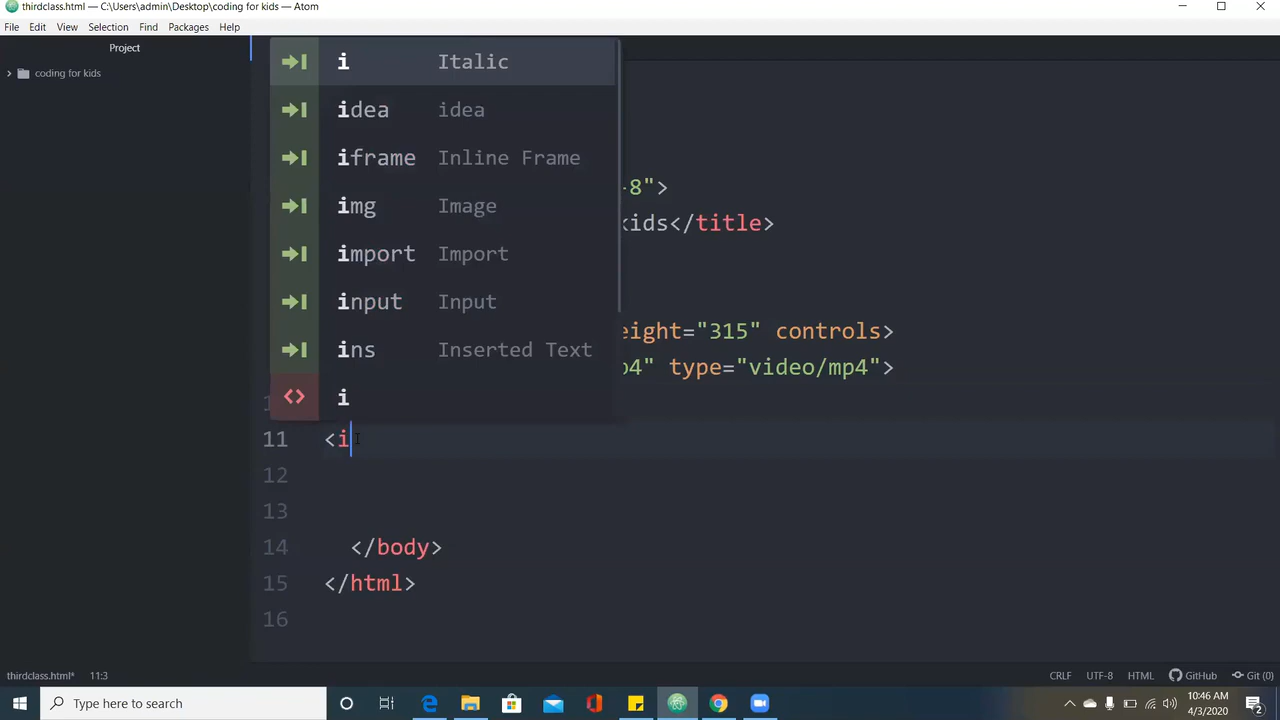 thirdclass.html — C:\Users\admin\Desktop\coding for kids — Atom
File Edit View Selection Find Packages Help
Project
coding for kids
i Italic
idea idea
iframe Inline Frame
img Image
import Import
input Input
ins Inserted Text
i
-8">
kids</title>
eight="315" controls>
p4" type="video/mp4">
11 <i
12
13
14 </body>
15 </html>
16
thirdclass.html* 11:3 CRLF UTF-8 HTML GitHub Git (0)
Type here to search
10:46 AM
4/3/2020
2